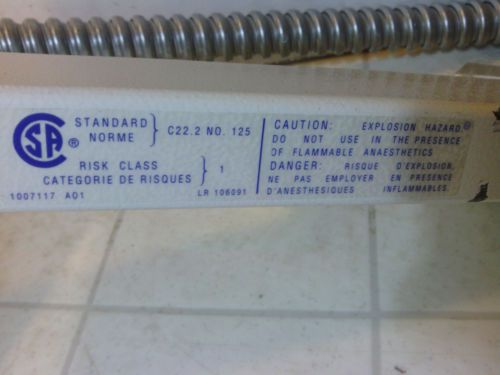 CSA ®
STANDARD
NORME
C22.2 NO. 125
RISK CLASS
CATEGORIE DE RISQUES
1
1007117 A01
LR 106091
CAUTION: EXPLOSION HAZARD.
DO NOT USE IN THE PRESENCE
OF FLAMMABLE ANAESTHETICS
DANGER: RISQUE D'EXPLOSION,
NE PAS EMPLOYER EN PRESENCE
D'ANESTHESIQUES INFLAMMABLES.